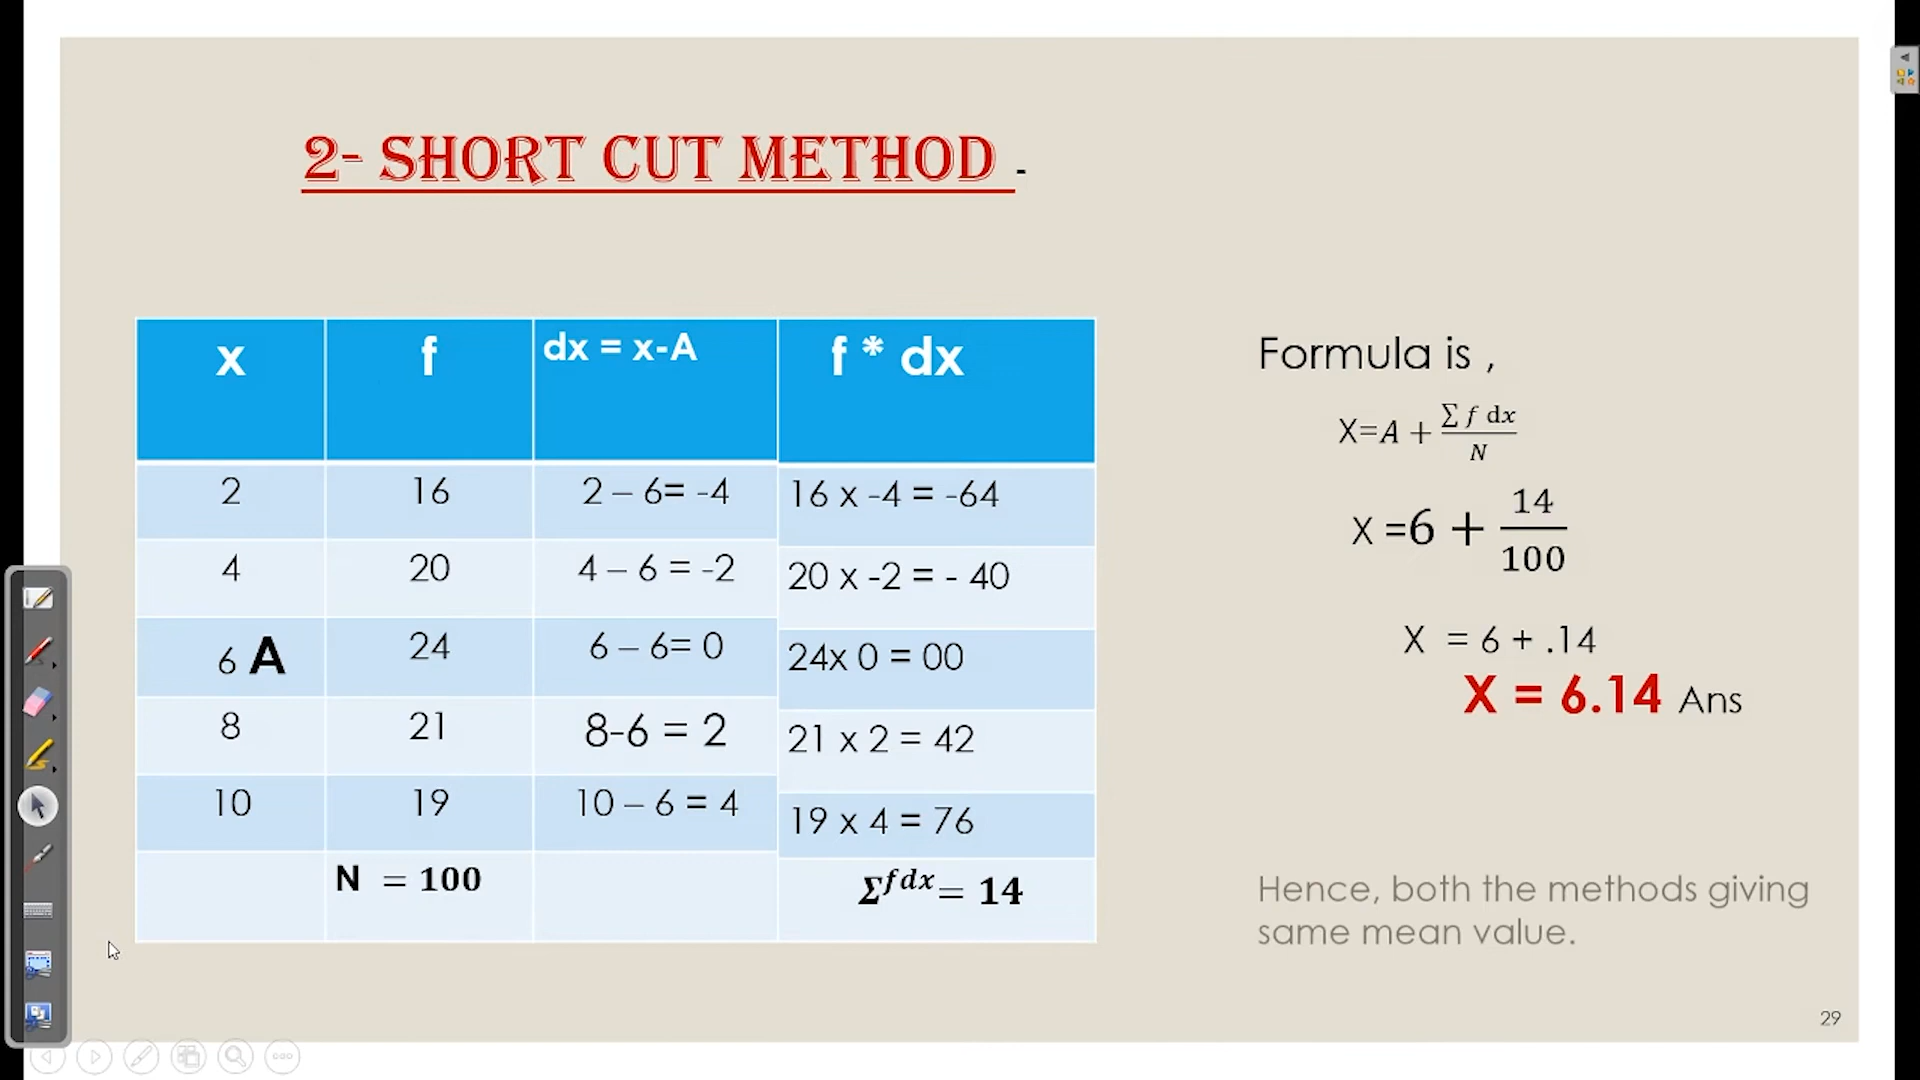 2- SHORT CUT METHOD -
x f dx = x-A f * dx
2 16 2 – 6= -4 16 x -4 = -64
4 20 4 – 6 = -2 20 x -2 = - 40
6 A 24 6 – 6= 0 24x 0 = 00
8 21 8-6 = 2 21 x 2 = 42
10 19 10 – 6 = 4 19 x 4 = 76
N = 100 Σ^fdx = 14
Formula is ,
X=A + Σ f dx / N
X =6 + 14 / 100
X = 6 + .14
X = 6.14 Ans
Hence, both the methods giving
same mean value.
29